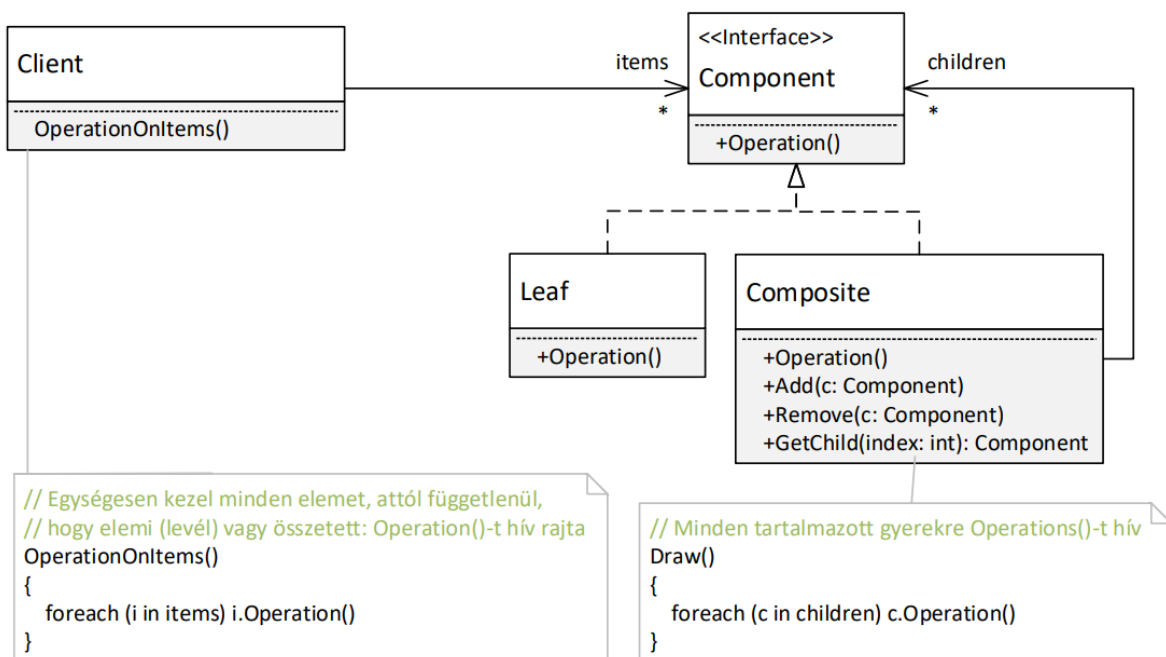 Client
OperationOnItems()
items
*
<<Interface>>
Component
+Operation()
children
*
Leaf
+Operation()
Composite
+Operation()
+Add(c: Component)
+Remove(c: Component)
+GetChild(index: int): Component
// Egységesen kezel minden elemet, attól függetlenül,
// hogy elemi (levél) vagy összetett: Operation()-t hív rajta
OperationOnItems()
{
foreach (i in items) i.Operation()
}
// Minden tartalmazott gyerekre Operations()-t hív
Draw()
{
foreach (c in children) c.Operation()
}